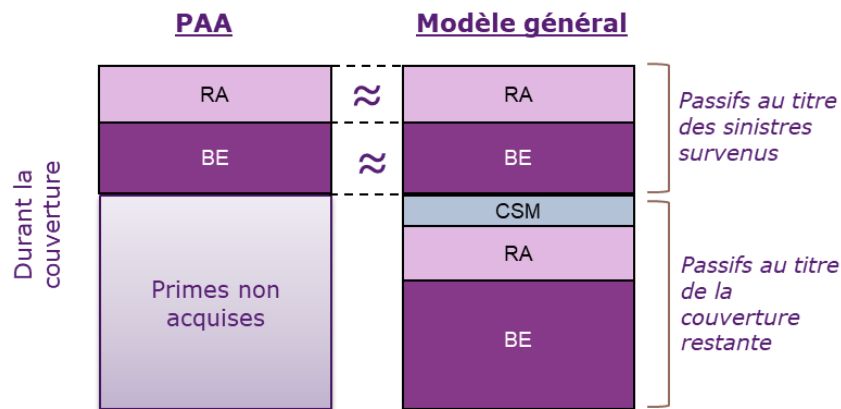 PAA
Modèle général
RA
≈
RA
BE
≈
BE
Passifs au titre
des sinistres
survenus
Durant la
couverture
Primes non
acquises
CSM
RA
BE
Passifs au titre
de la
couverture
restante